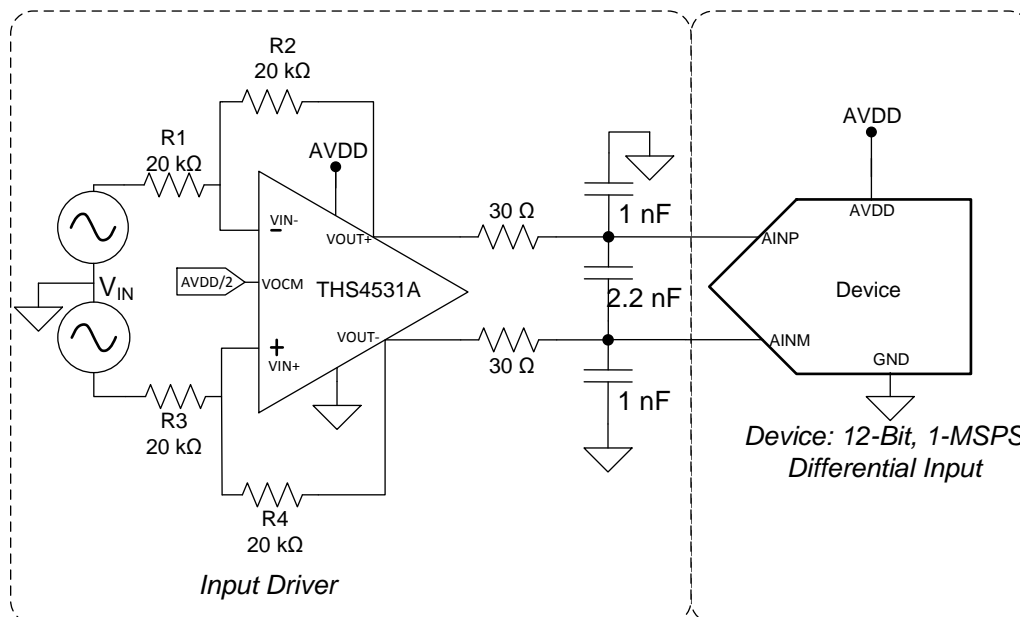 R2
20 kΩ
R1
20 kΩ
AVDD
AVDD
30 Ω
1 nF
VIN-
VOUT+
AVDD
AINP
VIN
AVDD/2
VOCM
THS4531A
2.2 nF
Device
VOUT-
AINM
VIN+
30 Ω
GND
1 nF
R3
20 kΩ
Device: 12-Bit, 1-MSPS
Differential Input
R4
20 kΩ
Input Driver